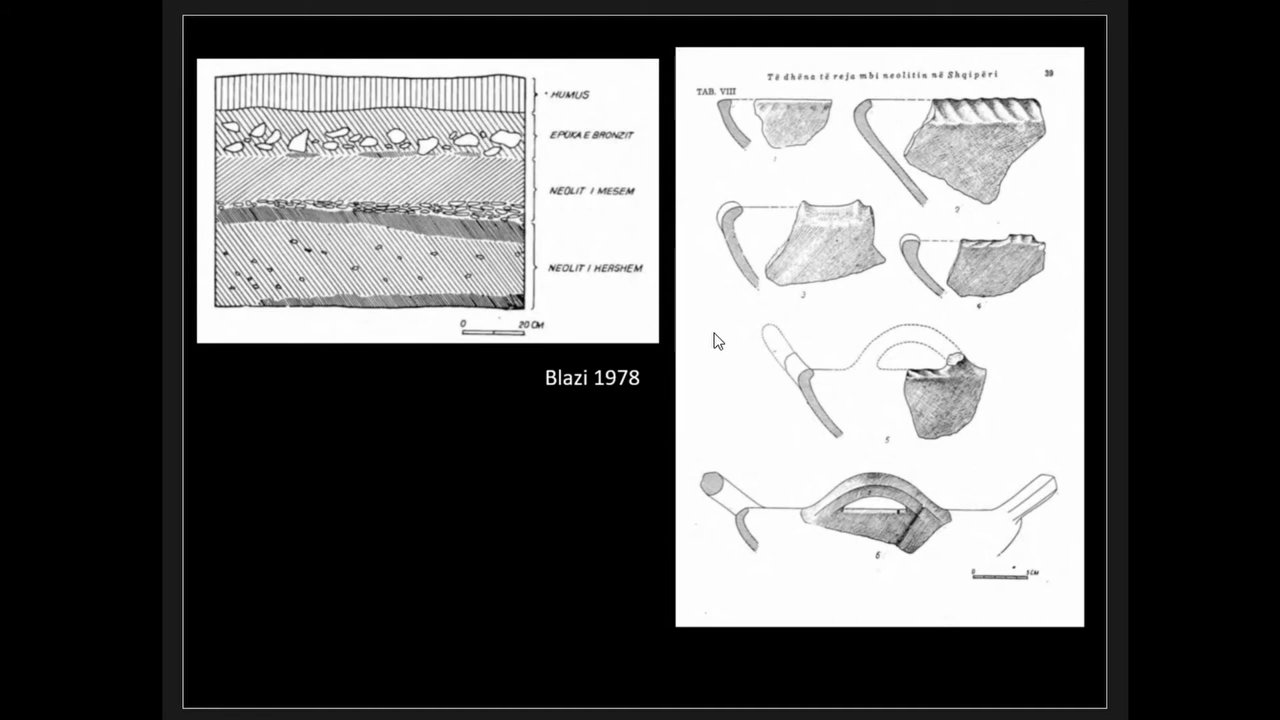 HUMUS
EPOKA E BRONZIT
NEOLIT I MESEM
NEOLIT I HERSHEM
0 20 CM
Blazi 1978
Të dhëna të reja mbi neolitin në Shqipëri 39
TAB. VIII
1
2
3
4
5
6
0 5 CM